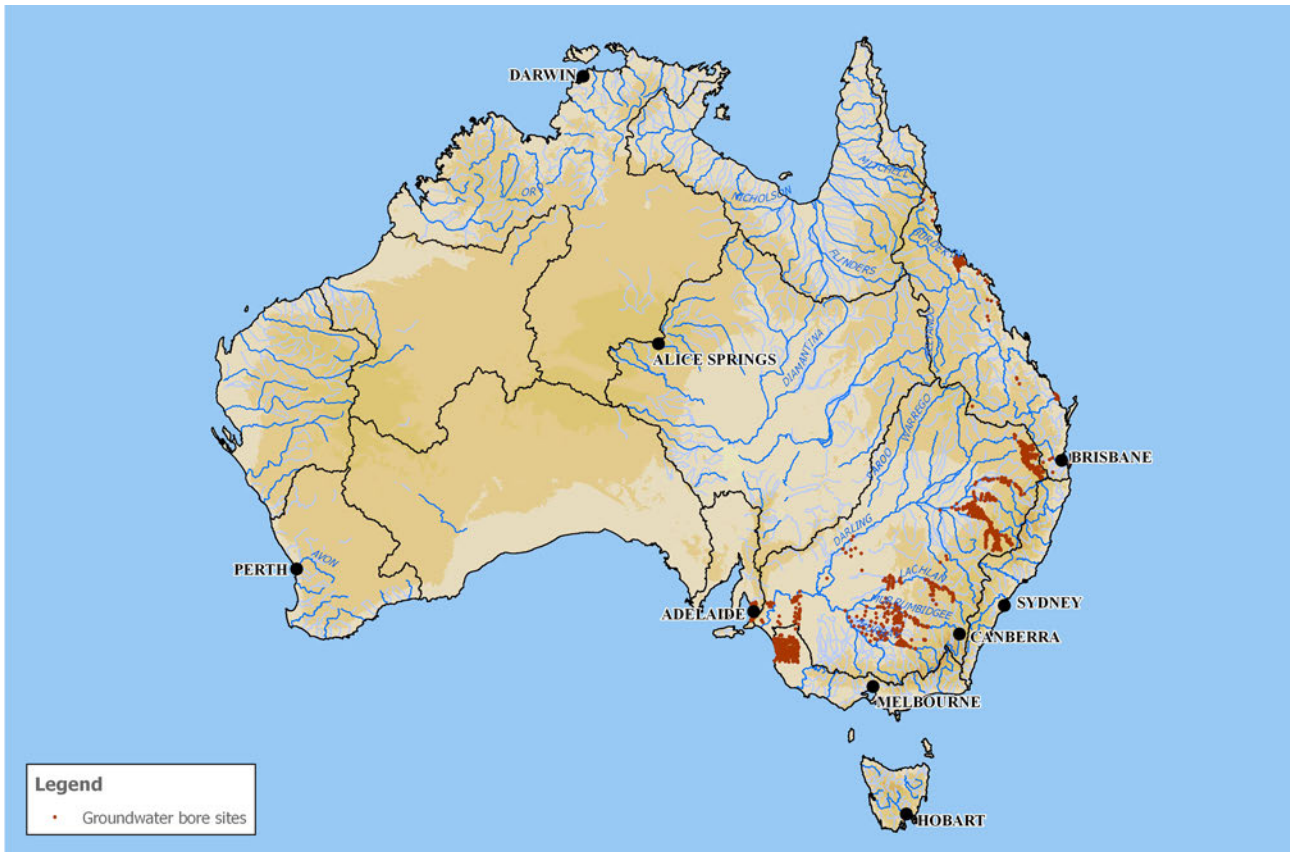 DARWIN
MITCHELL
ORD
NICHOLSON
BURDEKIN
FLINDERS
BELYANDO
ALICE SPRINGS
DIAMANTINA
WARREGO
PAROO
BRISBANE
DARLING
AVON
PERTH
LACHLAN
MURRUMBIDGEE
SYDNEY
ADELAIDE
CANBERRA
MELBOURNE
Legend
Groundwater bore sites
HOBART